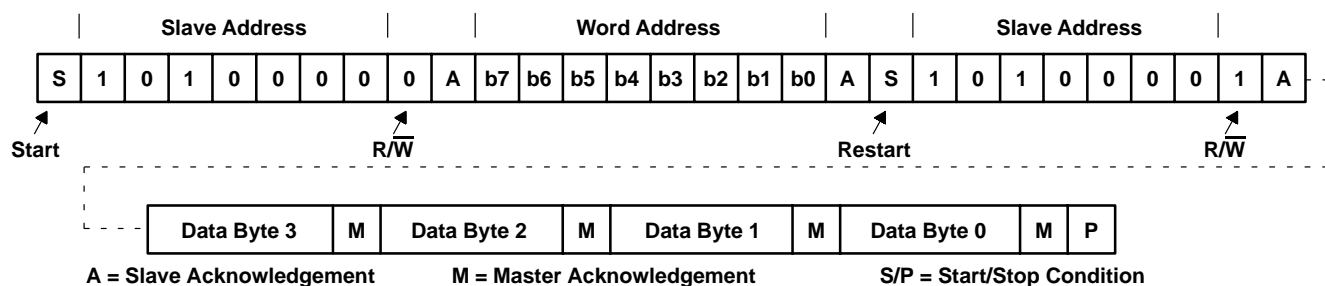 Slave Address Word Address Slave Address
S 1 0 1 0 0 0 0 0 A b7 b6 b5 b4 b3 b2 b1 b0 A S 1 0 1 0 0 0 0 1 A
Start R/W̅ Restart R/W̅
Data Byte 3 M Data Byte 2 M Data Byte 1 M Data Byte 0 M P
A = Slave Acknowledgement M = Master Acknowledgement S/P = Start/Stop Condition